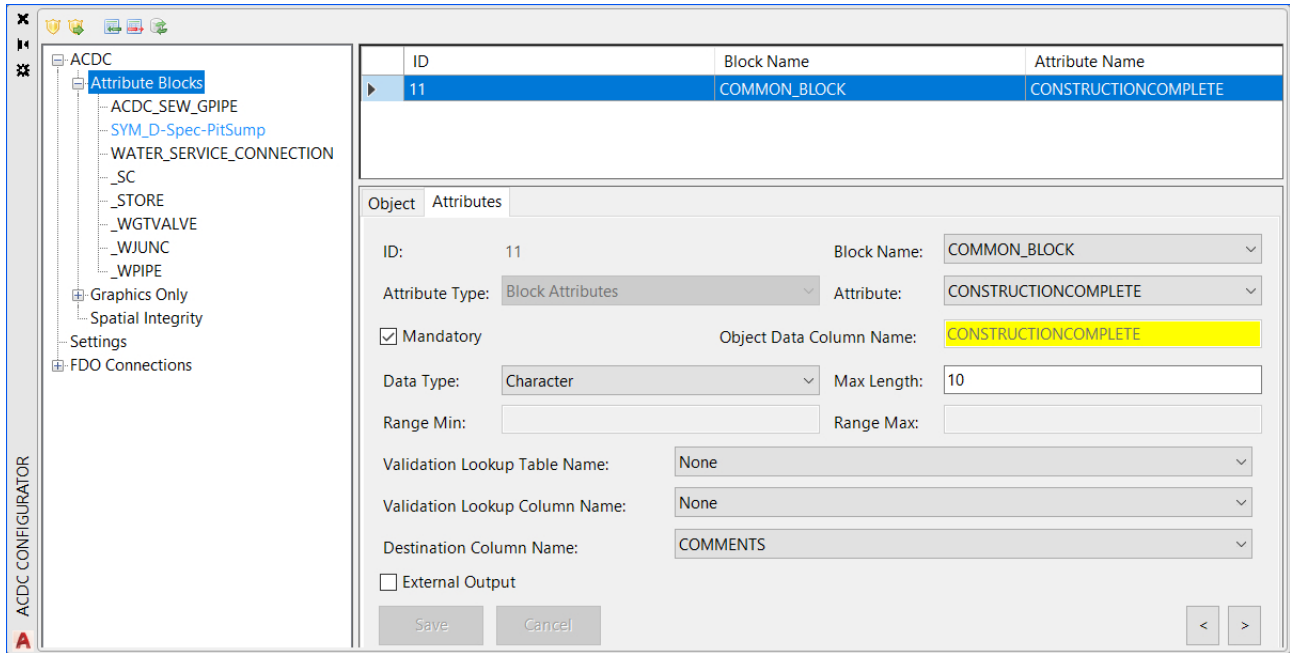 ACDC
Attribute Blocks
ACDC_SEW_GPIPE
SYM_D-Spec-PitSump
WATER_SERVICE_CONNECTION
_SC
_STORE
_WGTVALVE
_WJUNC
_WPIPE
Graphics Only
Spatial Integrity
Settings
FDO Connections
ID Block Name Attribute Name
11 COMMON_BLOCK CONSTRUCTIONCOMPLETE
Object Attributes
ID: 11 Block Name: COMMON_BLOCK
Attribute Type: Block Attributes Attribute: CONSTRUCTIONCOMPLETE
Mandatory Object Data Column Name: CONSTRUCTIONCOMPLETE
Data Type: Character Max Length: 10
Range Min: Range Max:
Validation Lookup Table Name: None
Validation Lookup Column Name: None
Destination Column Name: COMMENTS
External Output
Save Cancel < >
ACDC CONFIGURATOR
A